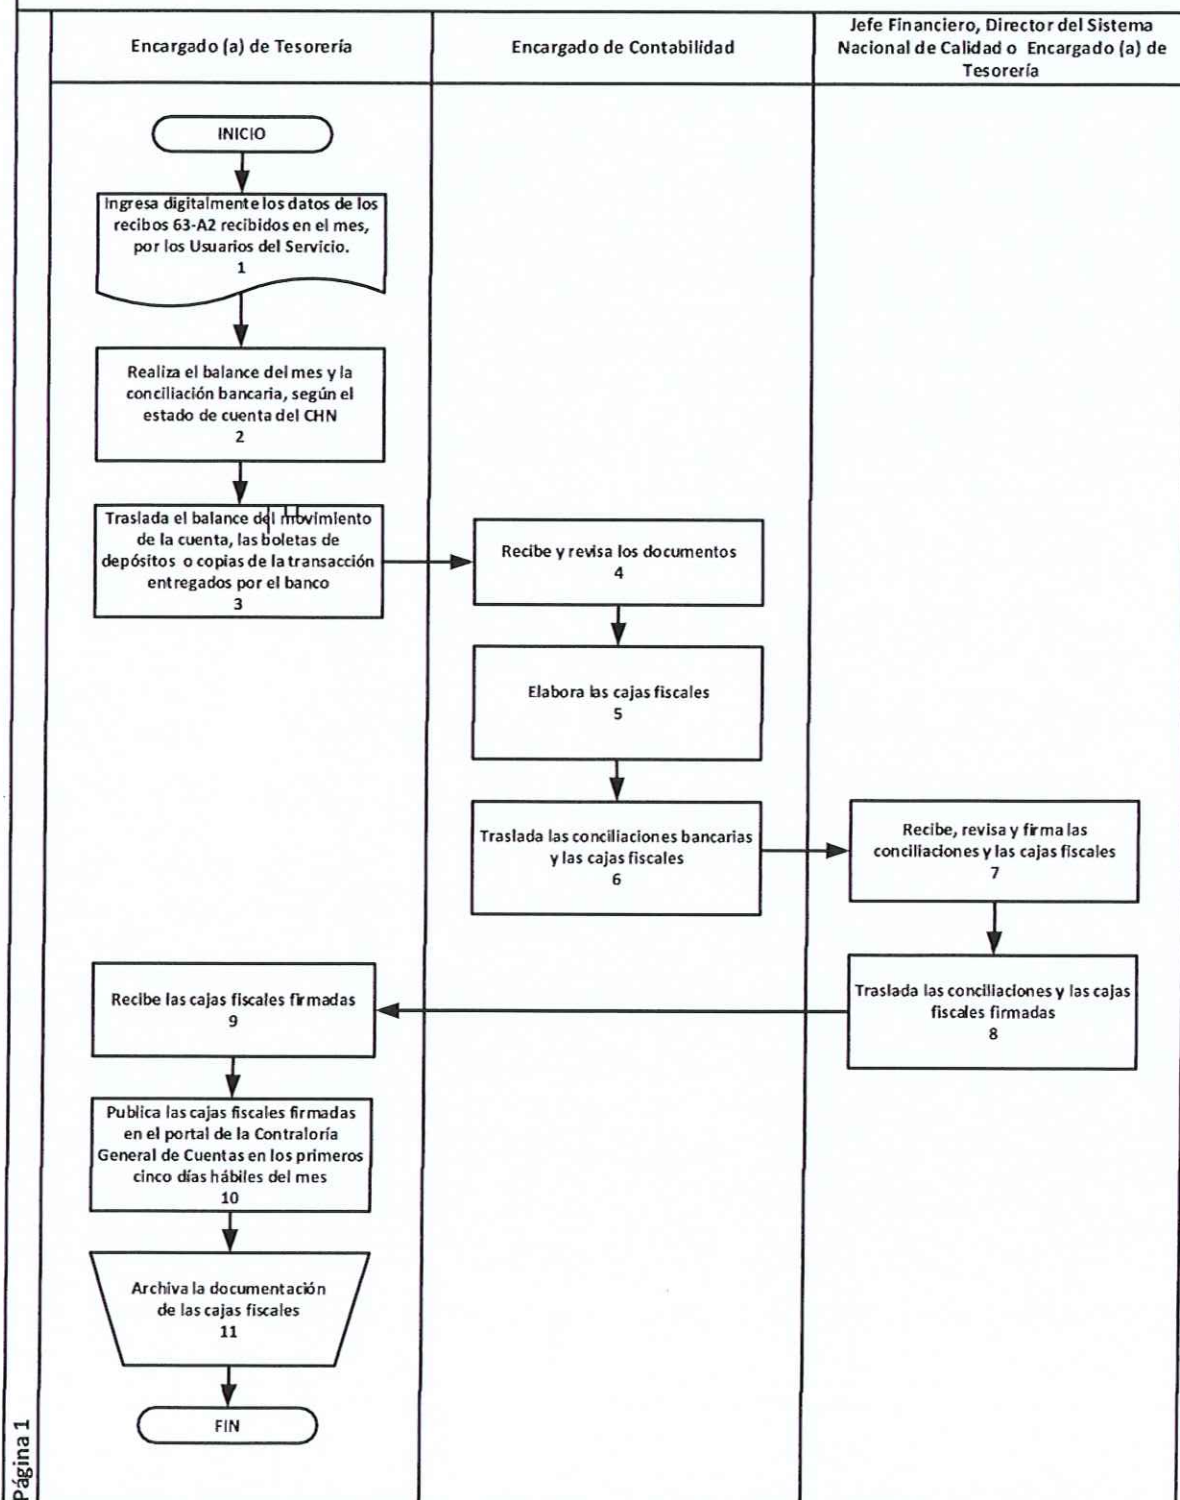 Encargado (a) de Tesorería
Encargado de Contabilidad
Jefe Financiero, Director del Sistema
Nacional de Calidad o Encargado (a) de
Tesorería
INICIO
Ingresa digitalmente los datos de los
recibos 63-A2 recibidos en el mes,
por los Usuarios del Servicio.
1
Realiza el balance del mes y la
conciliación bancaria, según el
estado de cuenta del CHN
2
Traslada el balance del movimiento
de la cuenta, las boletas de
depósitos o copias de la transacción
entregados por el banco
3
Recibe y revisa los documentos
4
Elabora las cajas fiscales
5
Traslada las conciliaciones bancarias
y las cajas fiscales
6
Recibe, revisa y firma las
conciliaciones y las cajas fiscales
7
Traslada las conciliaciones y las cajas
fiscales firmadas
8
Recibe las cajas fiscales firmadas
9
Publica las cajas fiscales firmadas
en el portal de la Contraloría
General de Cuentas en los primeros
cinco días hábiles del mes
10
Archiva la documentación
de las cajas fiscales
11
FIN
Página 1